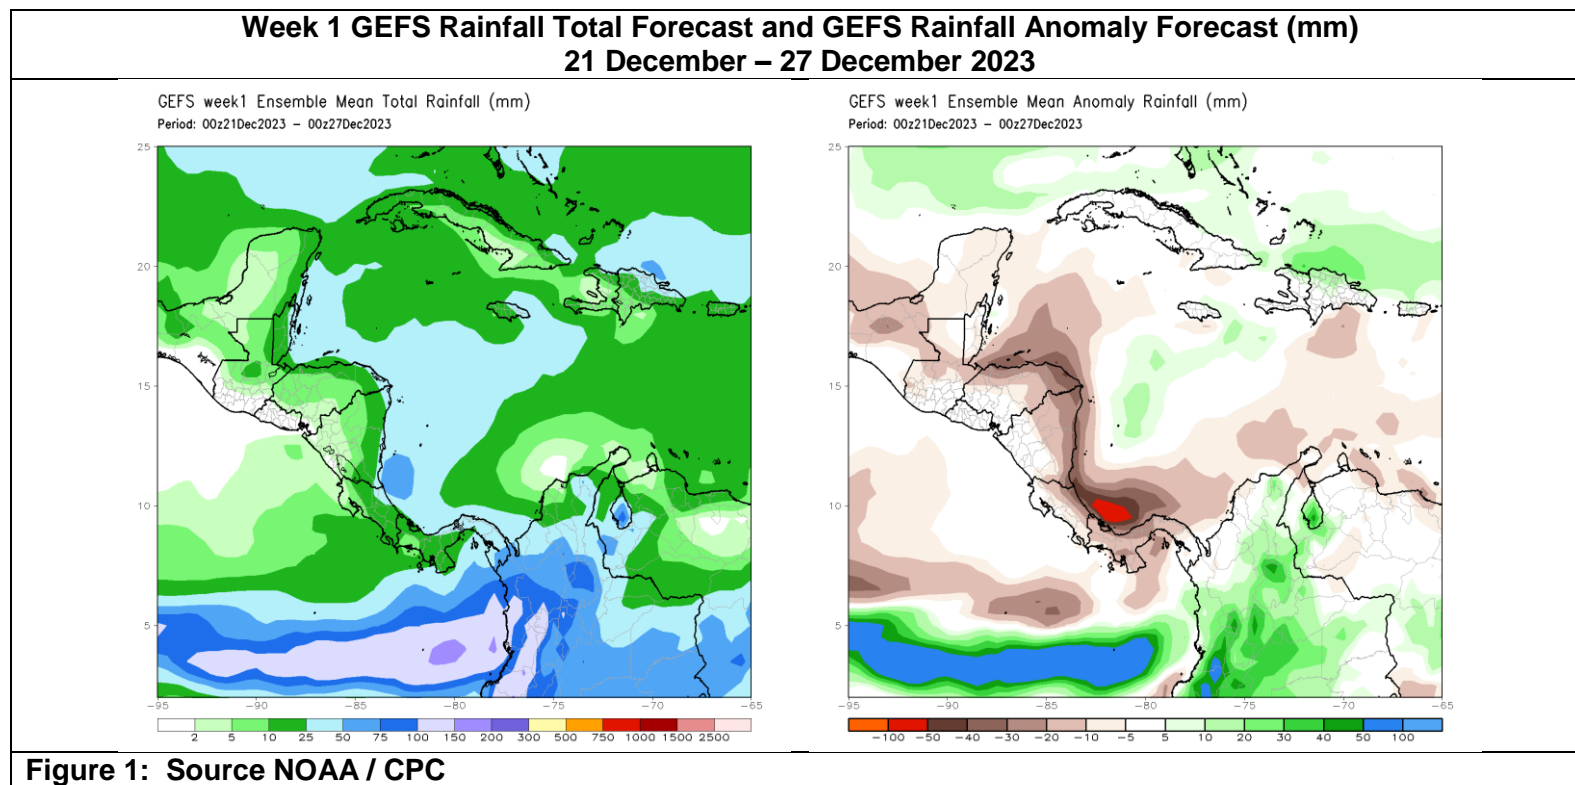 Week 1 GEFS Rainfall Total Forecast and GEFS Rainfall Anomaly Forecast (mm)
21 December – 27 December 2023
GEFS week1 Ensemble Mean Total Rainfall (mm)
Period: 00z21Dec2023 – 00z27Dec2023
25
20
15
10
5
−95 −90 −85 −80 −75 −70 −65
2 5 10 25 50 75 100 150 200 300 500 750 1000 1500 2500
GEFS week1 Ensemble Mean Anomaly Rainfall (mm)
Period: 00z21Dec2023 – 00z27Dec2023
25
20
15
10
5
−95 −90 −85 −80 −75 −70 −65
−100 −50 −40 −30 −20 −10 −5 5 10 20 30 40 50 100
Figure 1: Source NOAA / CPC